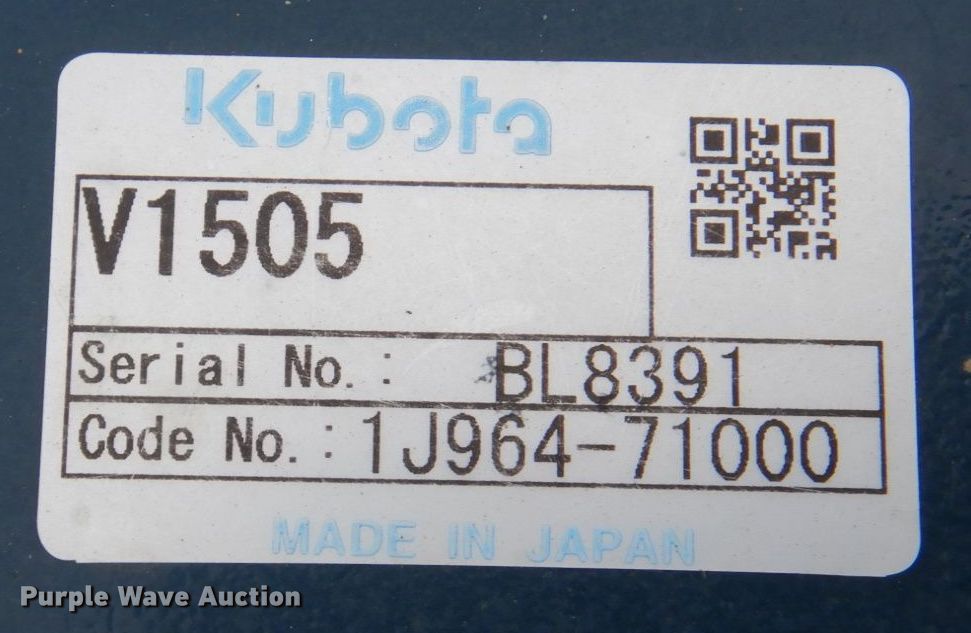 Kubota
V1505
Serial No.: BL8391
Code No.: 1J964-71000
MADE IN JAPAN
Purple Wave Auction